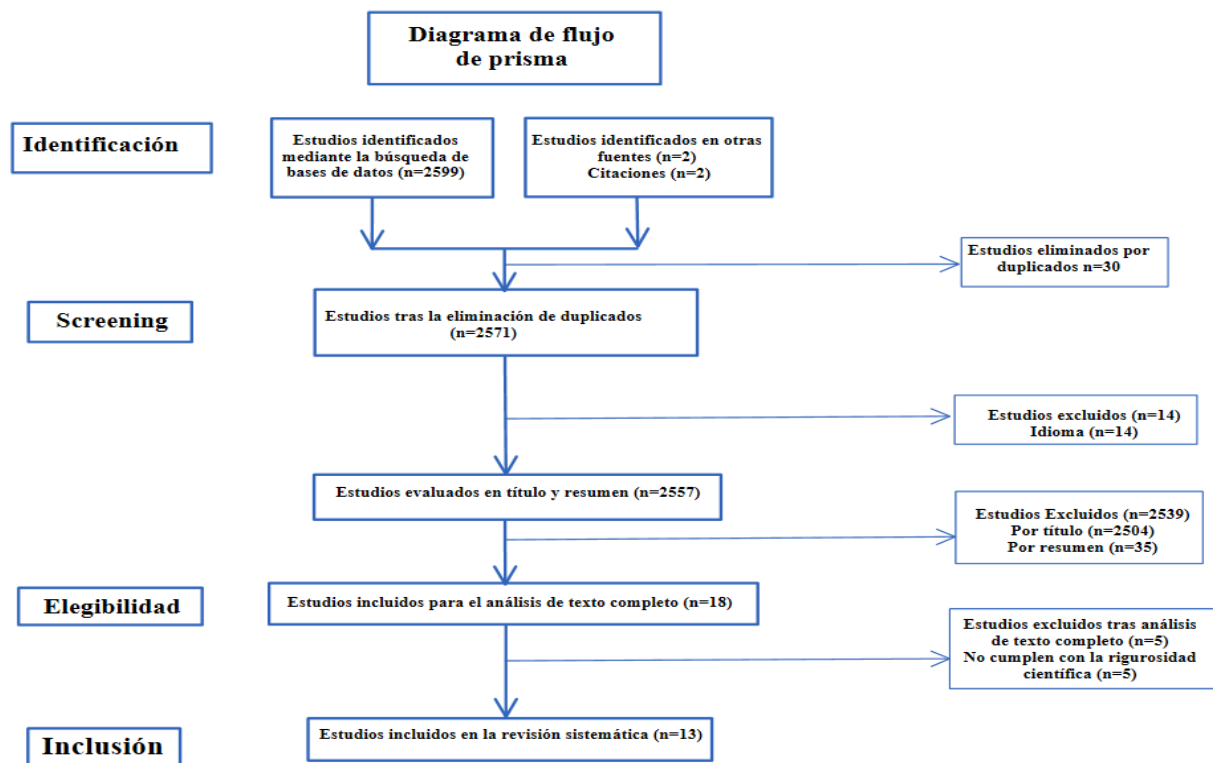 Diagrama de flujo
de prisma
Identificación
Estudios identificados
mediante la búsqueda de
bases de datos (n=2599)
Estudios identificados en otras
fuentes (n=2)
Citaciones (n=2)
Estudios eliminados por
duplicados n=30
Screening
Estudios tras la eliminación de duplicados
(n=2571)
Estudios excluidos (n=14)
Idioma (n=14)
Estudios evaluados en título y resumen (n=2557)
Estudios Excluidos (n=2539)
Por título (n=2504)
Por resumen (n=35)
Elegibilidad
Estudios incluidos para el análisis de texto completo (n=18)
Estudios excluidos tras análisis
de texto completo (n=5)
No cumplen con la rigurosidad
científica (n=5)
Inclusión
Estudios incluidos en la revisión sistemática (n=13)